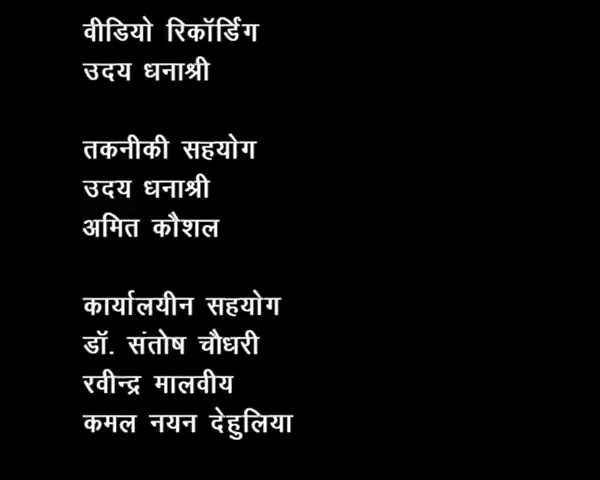 वीडियो रिकॉर्डिंग
उदय धनाश्री
तकनीकी सहयोग
उदय धनाश्री
अमित कौशल
कार्यालयीन सहयोग
डॉ. संतोष चौधरी
रवीन्द्र मालवीय
कमल नयन देहुलिया